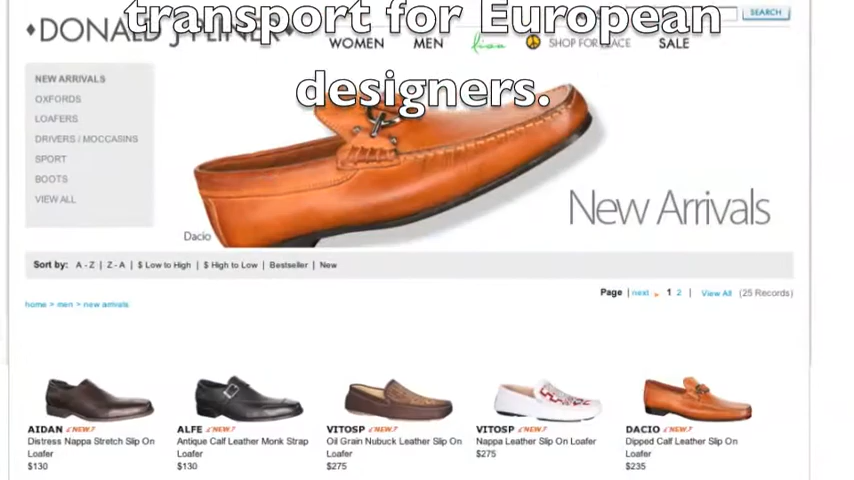 transport for European
designers.
DONALD J PLINER
SEARCH
WOMEN MEN lisa SHOP FOR PEACE SALE
NEW ARRIVALS
OXFORDS
LOAFERS
DRIVERS / MOCCASINS
SPORT
BOOTS
VIEW ALL
New Arrivals
Dacio
Sort by: A - Z | Z - A | $ Low to High | $ High to Low | Bestseller | New
Page | next ▸ 1 2 | View All (25 Records)
home > men > new arrivals
AIDAN NEW!
Distress Nappa Stretch Slip On
Loafer
$130
ALFE NEW!
Antique Calf Leather Monk Strap
Loafer
$130
VITOSP NEW!
Oil Grain Nubuck Leather Slip On
Loafer
$275
VITOSP NEW!
Nappa Leather Slip On Loafer
$275
DACIO NEW!
Dipped Calf Leather Slip On
Loafer
$235